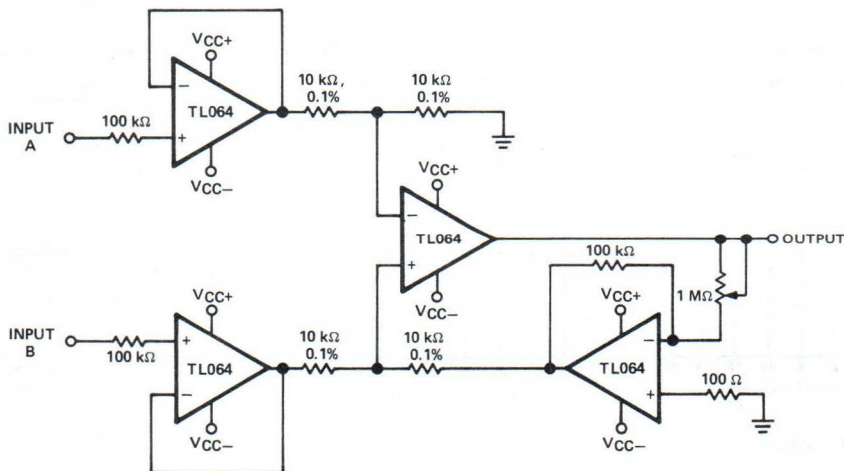 VCC+
10 kΩ,
0.1%
10 kΩ
0.1%
INPUT
A
100 kΩ
−
TL064
+
VCC−
VCC+
−
TL064
+
VCC−
OUTPUT
100 kΩ
1 MΩ
INPUT
B
100 kΩ
VCC+
+
TL064
−
VCC−
10 kΩ
0.1%
10 kΩ
0.1%
VCC+
−
TL064
+
VCC−
100 Ω